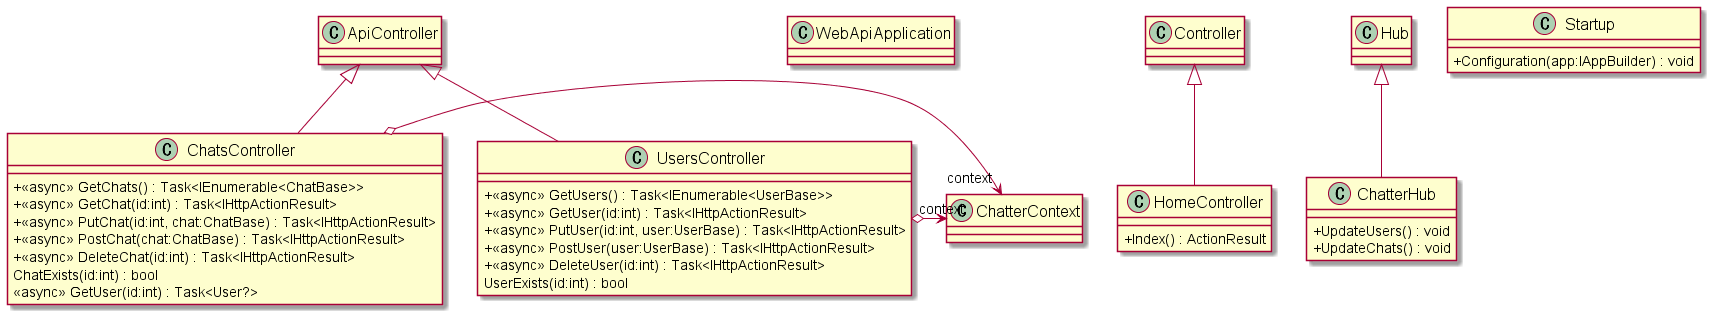 C ApiController
C WebApiApplication
C Controller
C Hub
C Startup
+Configuration(app:IAppBuilder) : void
C ChatsController
+«async» GetChats() : Task<IEnumerable<ChatBase>>
+«async» GetChat(id:int) : Task<IHttpActionResult>
+«async» PutChat(id:int, chat:ChatBase) : Task<IHttpActionResult>
+«async» PostChat(chat:ChatBase) : Task<IHttpActionResult>
+«async» DeleteChat(id:int) : Task<IHttpActionResult>
ChatExists(id:int) : bool
«async» GetUser(id:int) : Task<User?>
C UsersController
+«async» GetUsers() : Task<IEnumerable<UserBase>>
+«async» GetUser(id:int) : Task<IHttpActionResult>
+«async» PutUser(id:int, user:UserBase) : Task<IHttpActionResult>
+«async» PostUser(user:UserBase) : Task<IHttpActionResult>
+«async» DeleteUser(id:int) : Task<IHttpActionResult>
UserExists(id:int) : bool
context
context
C ChatterContext
C HomeController
+Index() : ActionResult
C ChatterHub
+UpdateUsers() : void
+UpdateChats() : void